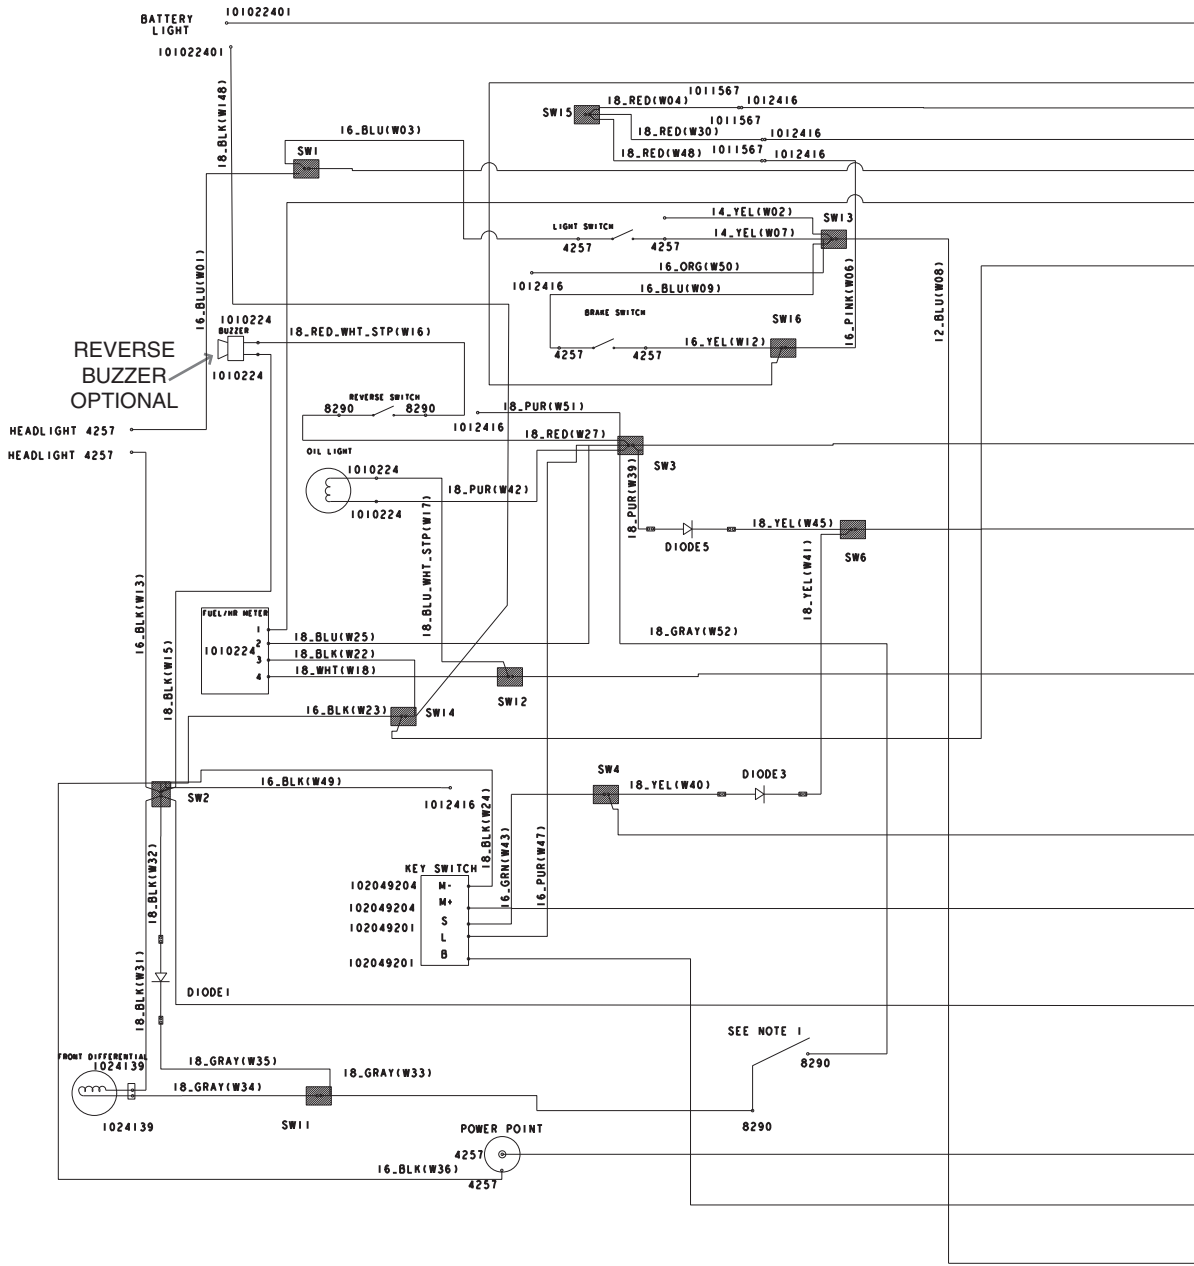 101022401
BATTERY
LIGHT
101022401
18_BLK(W148)
1011567
18_RED(W04)
1012416
SW15
1011567
18_RED(W30)
1012416
18_RED(W48)
1011567
1012416
16_BLU(W03)
SW1
14_YEL(W02)
SW13
LIGHT SWITCH
14_YEL(W07)
4257
4257
16_ORG(W50)
1012416
16_BLU(W09)
16_BLU(W01)
16_PINK(W06)
12_BLU(W08)
BRAKE SWITCH
SW16
16_YEL(W12)
4257
4257
1010224
BUZZER
18_RED_WHT_STP(W16)
REVERSE
BUZZER
OPTIONAL
1010224
REVERSE SWITCH
8290
8290
18_PUR(W51)
1012416
HEADLIGHT 4257
HEADLIGHT 4257
18_RED(W27)
OIL LIGHT
SW3
1010224
18_PUR(W42)
1010224
18_PUR(W39)
18_BLU_WHT_STP(W17)
18_YEL(W45)
DIODE5
SW6
18_YEL(W41)
16_BLK(W13)
18_BLK(W15)
FUEL/HR METER
1
2
1010224
3
4
18_BLU(W25)
18_BLK(W22)
18_WHT(W18)
18_GRAY(W52)
SW12
16_BLK(W23)
SW14
SW4
DIODE3
16_BLK(W49)
18_YEL(W40)
SW2
1012416
18_BLK(W24)
16_GRN(W43)
16_PUR(W47)
18_BLK(W32)
KEY SWITCH
102049204
M-
102049204
M+
102049201
S
L
102049201
B
18_BLK(W31)
DIODE1
SEE NOTE 1
8290
FRONT DIFFERENTIAL
1024139
18_GRAY(W35)
18_GRAY(W33)
18_GRAY(W34)
1024139
SW11
8290
POWER POINT
4257
16_BLK(W36)
4257